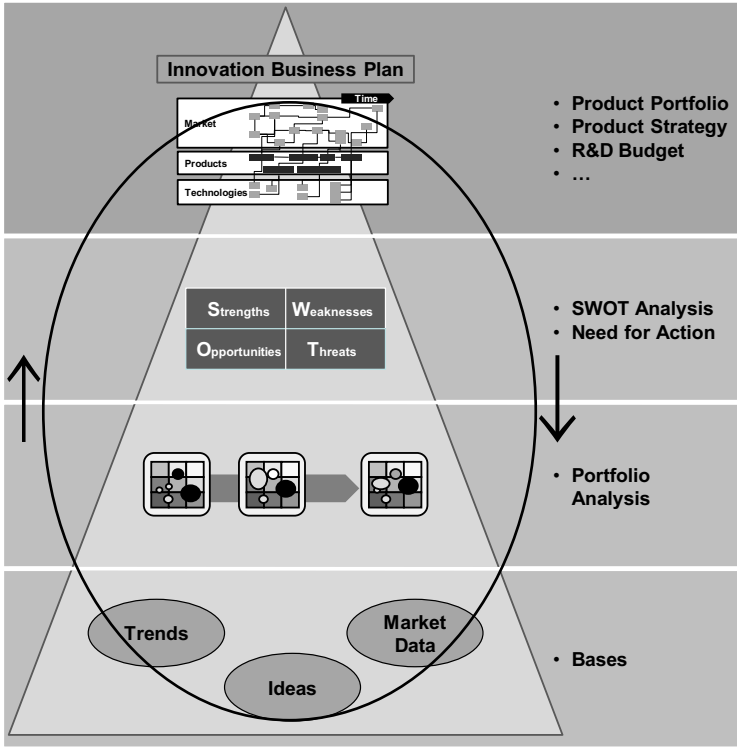 Innovation Business Plan
Time
Market
Products
Technologies
• Product Portfolio
• Product Strategy
• R&D Budget
• …
Strengths
Weaknesses
Opportunities
Threats
• SWOT Analysis
• Need for Action
• Portfolio
Analysis
Trends
Ideas
Market
Data
• Bases